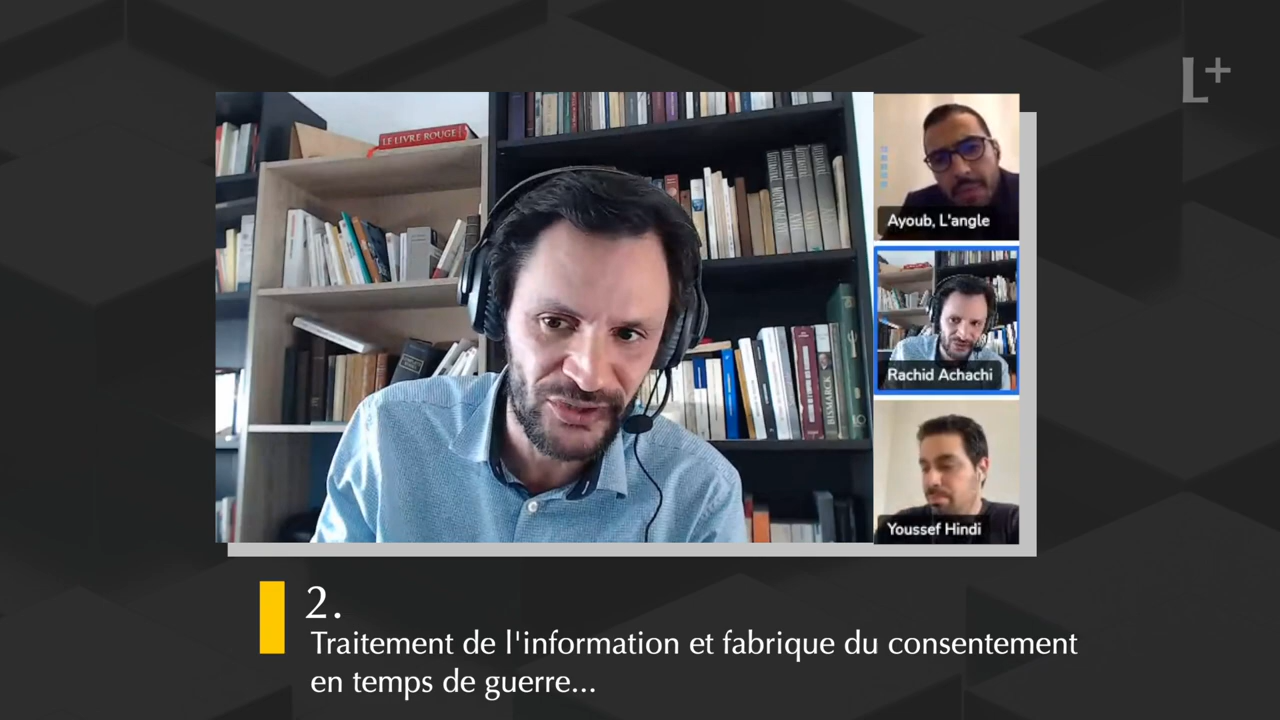 L+
LE LIVRE ROUGE
BISMARCK
Ayoub, L'angle
Rachid Achachi
Youssef Hindi
2.
Traitement de l'information et fabrique du consentement
en temps de guerre...